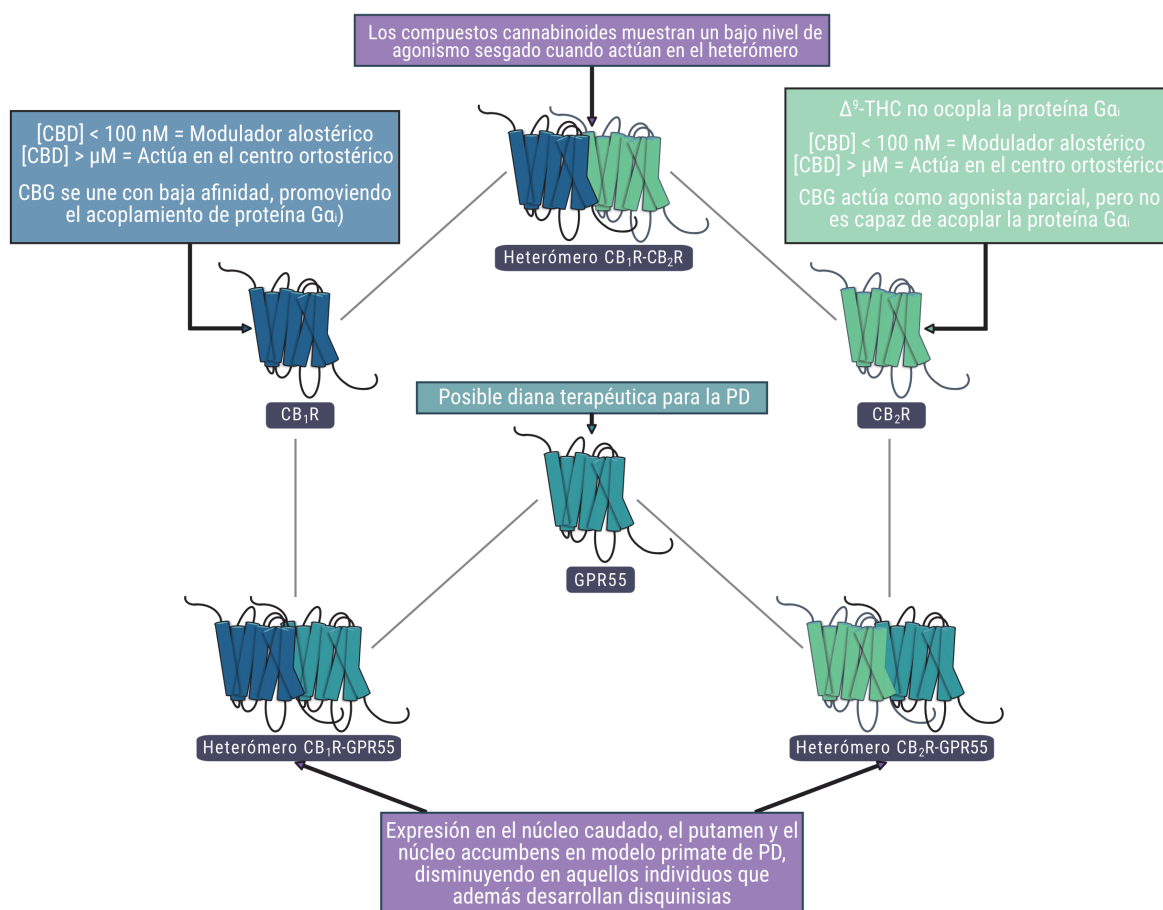 Los compuestos cannabinoides muestran un bajo nivel de
agonismo sesgado cuando actúan en el heterómero
[CBD] < 100 nM = Modulador alostérico
[CBD] > µM = Actúa en el centro ortostérico
CBG se une con baja afinidad, promoviendo
el acoplamiento de proteína Gαᵢ)
Δ⁹-THC no ocopla la proteína Gαᵢ
[CBD] < 100 nM = Modulador alostérico
[CBD] > µM = Actúa en el centro ortostérico
CBG actúa como agonista parcial, pero no
es capaz de acoplar la proteína Gαᵢ
Heterómero CB₁R-CB₂R
CB₁R
Posible diana terapéutica para la PD
CB₂R
GPR55
Heterómero CB₁R-GPR55
Heterómero CB₂R-GPR55
Expresión en el núcleo caudado, el putamen y el
núcleo accumbens en modelo primate de PD,
disminuyendo en aquellos individuos que
además desarrollan disquinisias